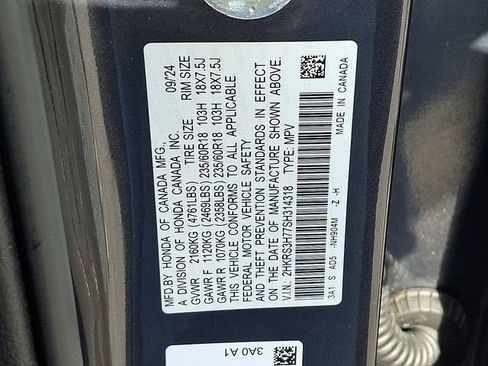 MFD.BY HONDA OF CANADA MFG., 09/24
A DIVISION OF HONDA CANADA INC.
TIRE SIZE RIM SIZE
GVWR 2160KG (4761LBS)
GAWR F 1120KG (2469LBS) 235/60R18 103H 18X7.5J
GAWR R 1070KG (2358LBS) 235/60R18 103H 18X7.5J
THIS VEHICLE CONFORMS TO ALL APPLICABLE
FEDERAL MOTOR VEHICLE SAFETY AND
THEFT PREVENTION STANDARDS IN EFFECT
ON THE DATE OF MANUFACTURE SHOWN ABOVE.
V.I.N.: 2HKRS3H77SH314318 TYPE: MPV
3A1 S AD5 -NH904M -Z -H MADE IN CANADA
3A0 A1